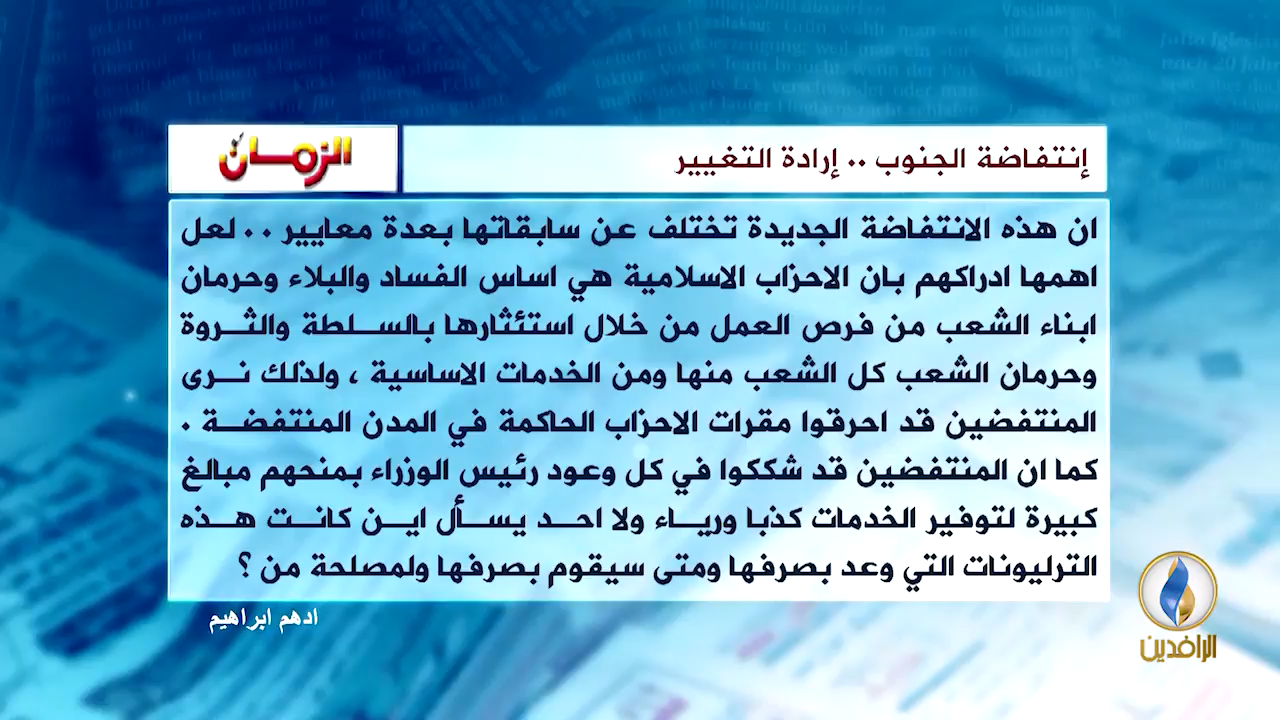 إنتفاضة الجنوب .. إرادة التغيير
الزمان
ان هذه الانتفاضة الجديدة تختلف عن سابقاتها بعدة معايير .. لعل
اهمها ادراكهم بان الاحزاب الاسلامية هي اساس الفساد والبلاء وحرمان
ابناء الشعب من فرص العمل من خلال استئثارها بالسلطة والثروة
وحرمان الشعب كل الشعب منها ومن الخدمات الاساسية ، ولذلك نرى
المنتفضين قد احرقوا مقرات الاحزاب الحاكمة في المدن المنتفضة .
كما ان المنتفضين قد شككوا في كل وعود رئيس الوزراء بمنحهم مبالغ
كبيرة لتوفير الخدمات كذبا ورياء ولا احد يسأل اين كانت هذه
الترليونات التي وعد بصرفها ومتى سيقوم بصرفها ولمصلحة من ؟
ادهم ابراهيم
الرافدين